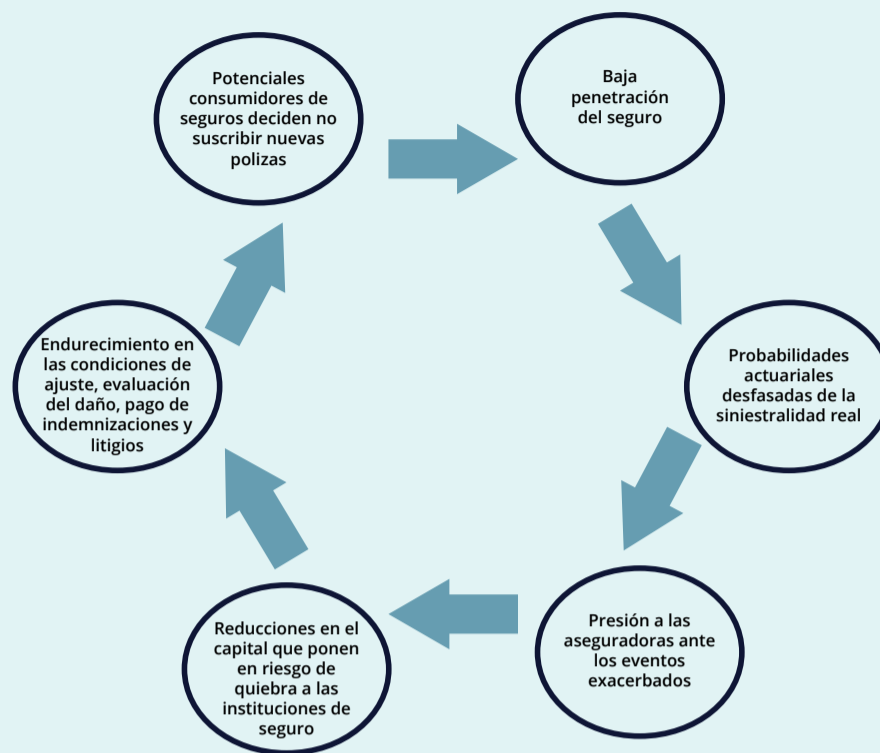 Potenciales
consumidores de
seguros deciden no
suscribir nuevas
polizas
Baja
penetración
del seguro
Probabilidades
actuariales
desfasadas de la
siniestralidad real
Presión a las
aseguradoras ante
los eventos
exacerbados
Reducciones en el
capital que ponen
en riesgo de
quiebra a las
instituciones de
seguro
Endurecimiento en
las condiciones de
ajuste, evaluación
del daño, pago de
indemnizaciones y
litigios